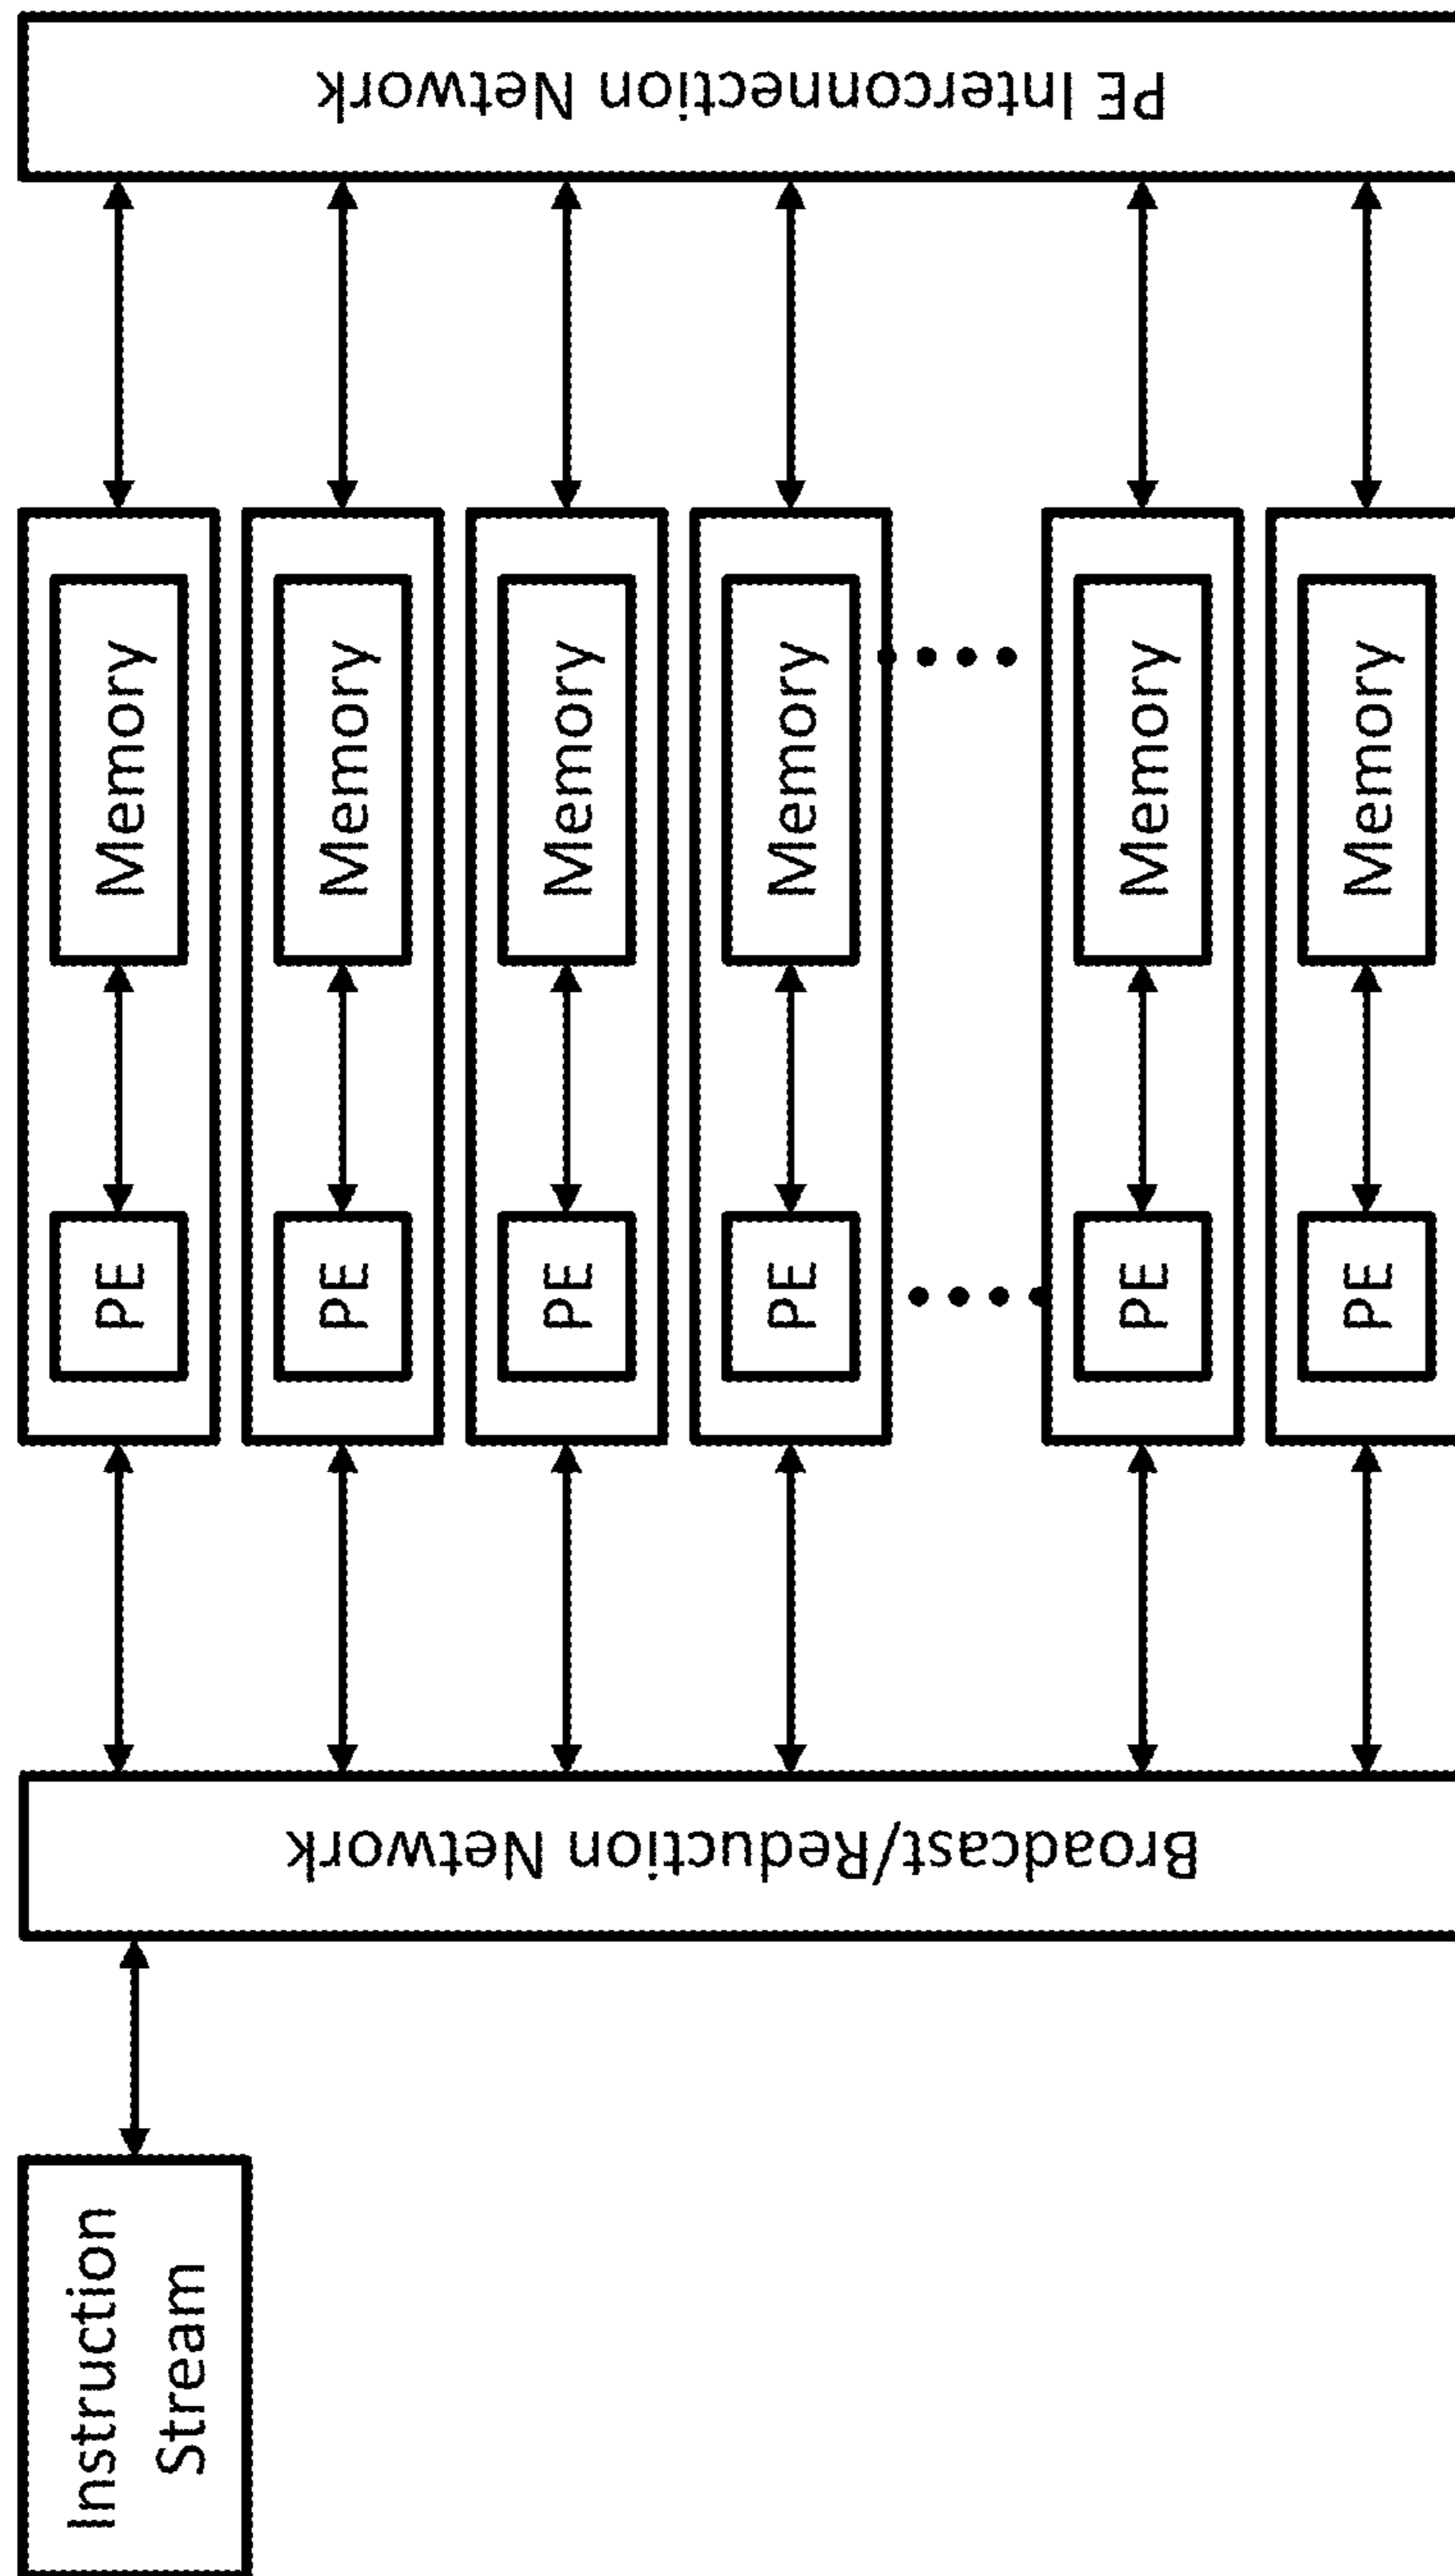 Instruction
Stream
Broadcast/Reduction Network
PE
Memory
PE
Memory
PE
Memory
PE
Memory
PE
Memory
PE
Memory
PE Interconnection Network